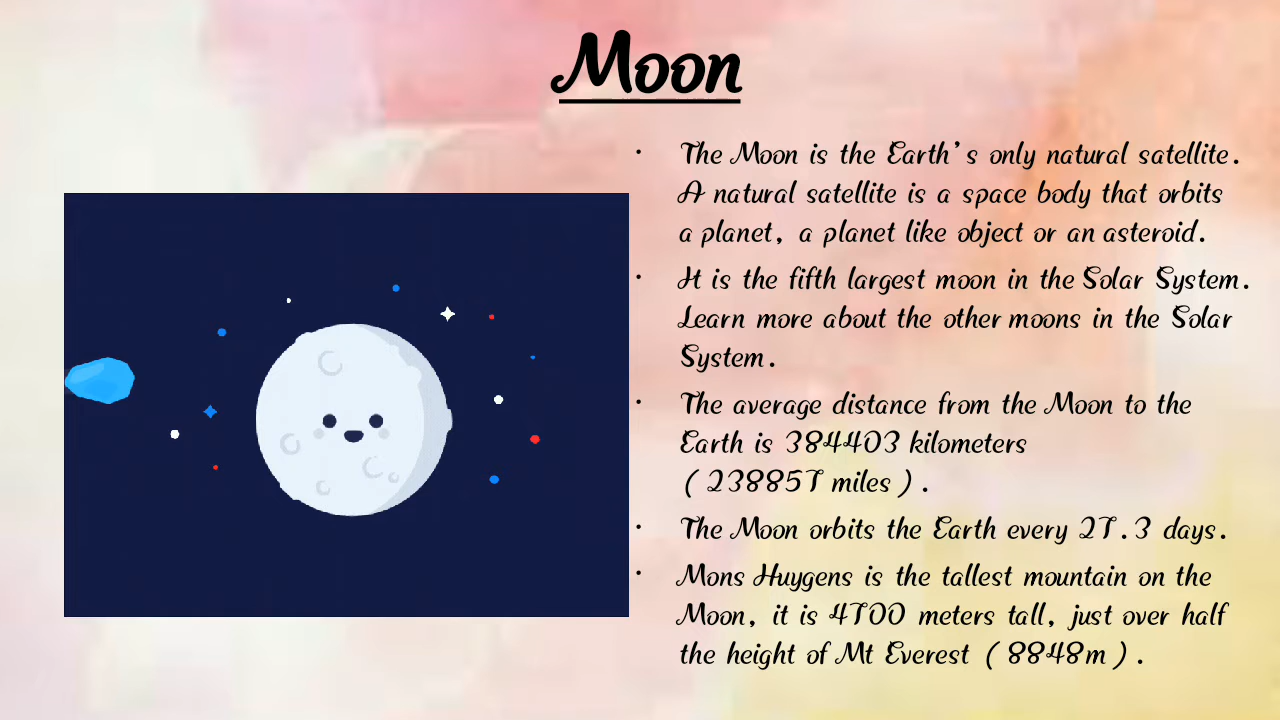 Moon
· The Moon is the Earth's only natural satellite.
A natural satellite is a space body that orbits
a planet, a planet like object or an asteroid.
· It is the fifth largest moon in the Solar System.
Learn more about the other moons in the Solar
System.
· The average distance from the Moon to the
Earth is 384403 kilometers
(238857 miles).
· The Moon orbits the Earth every 27.3 days.
· Mons Huygens is the tallest mountain on the
Moon, it is 4700 meters tall, just over half
the height of Mt Everest (8848m).